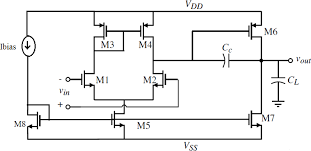 V_DD
Ibias
M3
M4
M6
C_c
v_out
- M1
M2
v_in
C_L
+
M8
M5
M7
V_SS